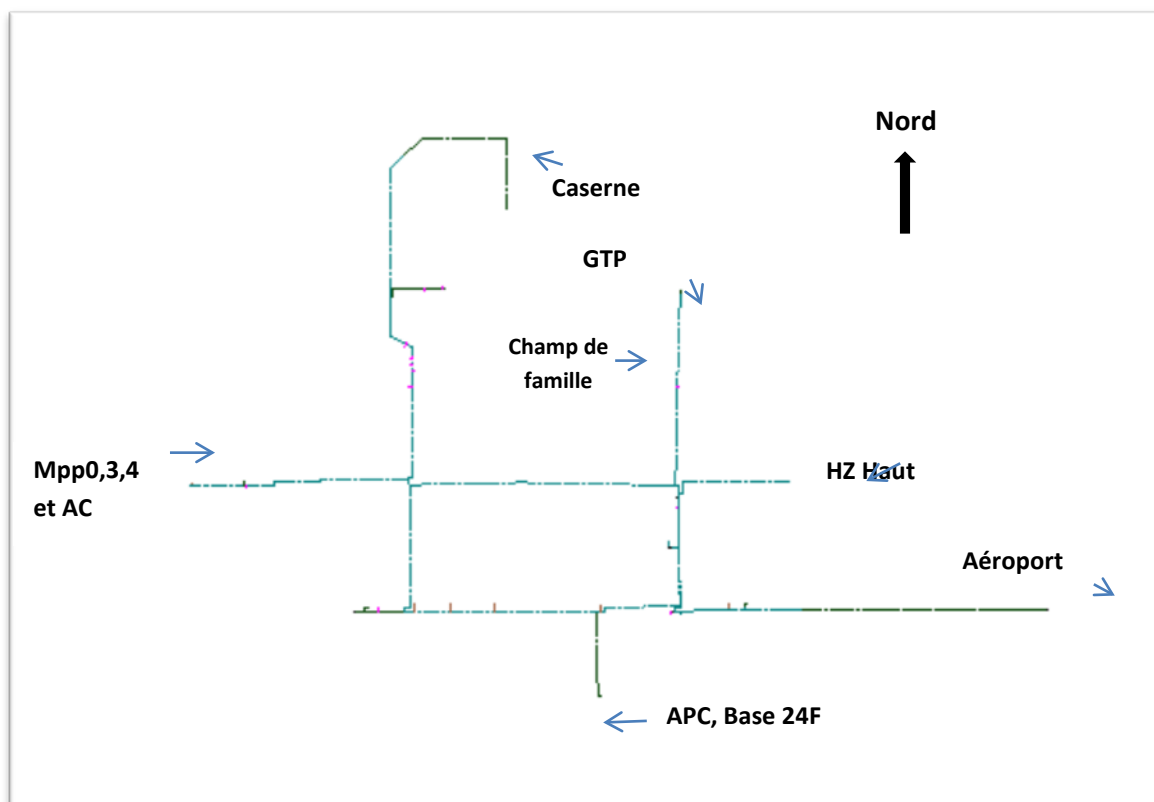 Nord
Caserne
GTP
Champ de
famille
Mpp0,3,4
et AC
HZ Haut
Aéroport
APC, Base 24F